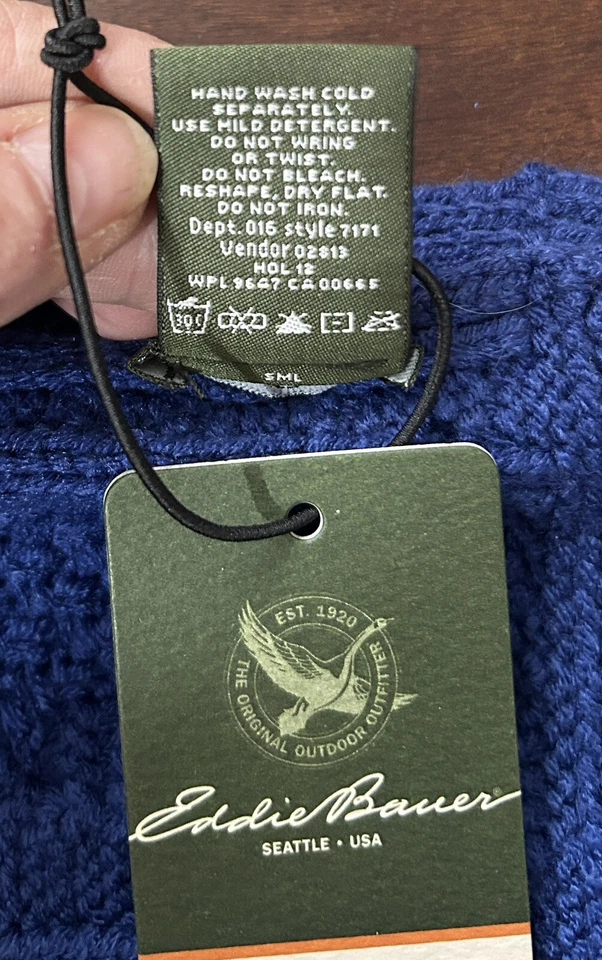 HAND WASH COLD
SEPARATELY.
USE MILD DETERGENT.
DO NOT WRING
OR TWIST.
DO NOT BLEACH.
RESHAPE, DRY FLAT.
DO NOT IRON.
Dept. 016 style 7171
Vendor 02813
HOL 12
WPL 9647 CA 00665
SML
EST. 1920
THE ORIGINAL OUTDOOR OUTFITTER
Eddie Bauer®
SEATTLE • USA